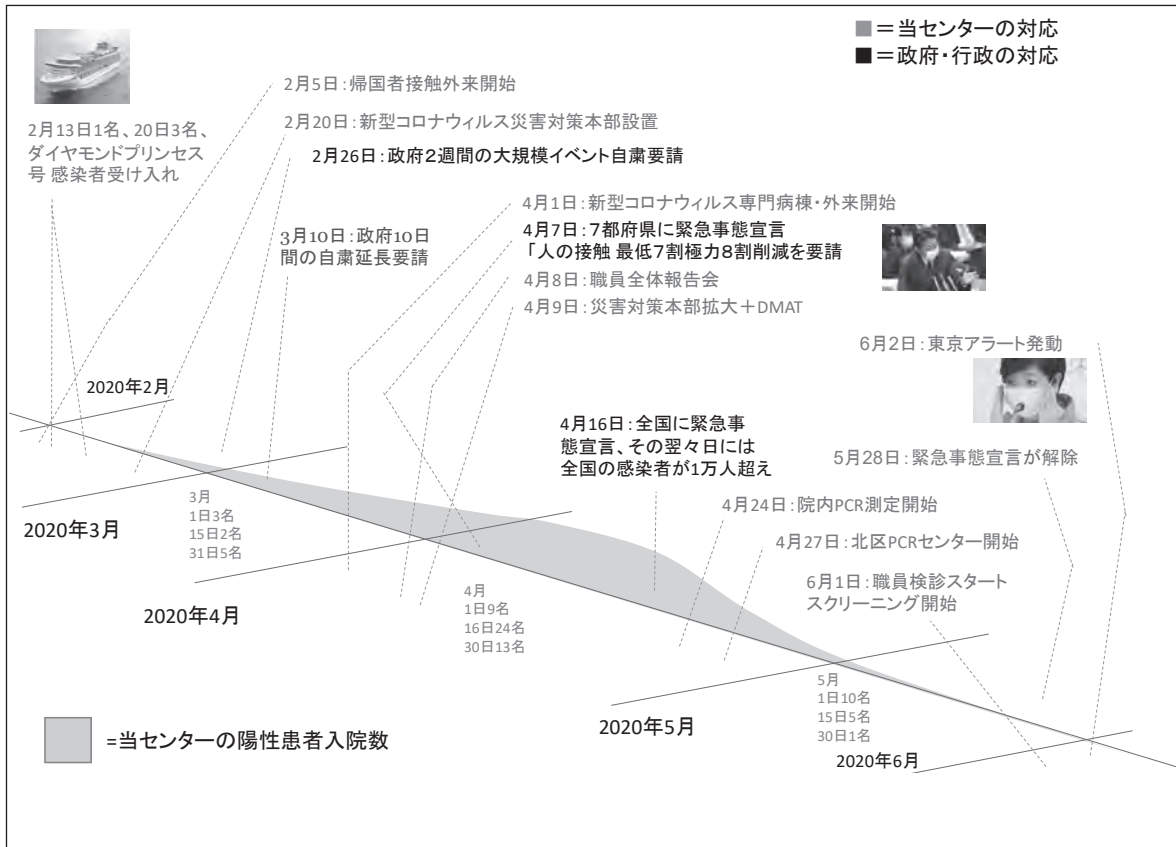 ■＝当センターの対応
■＝政府・行政の対応
2月5日：帰国者接触外来開始
2月13日1名、20日3名、
ダイヤモンドプリンセス
号 感染者受け入れ
2月20日：新型コロナウィルス災害対策本部設置
2月26日：政府２週間の大規模イベント自粛要請
3月10日：政府10日
間の自粛延長要請
4月1日：新型コロナウィルス専門病棟・外来開始
4月7日：７都府県に緊急事態宣言
「人の接触 最低７割極力８割削減を要請
4月8日：職員全体報告会
4月9日：災害対策本部拡大＋DMAT
6月2日：東京アラート発動
2020年2月
4月16日：全国に緊急事
態宣言、その翌々日には
全国の感染者が1万人超え
5月28日：緊急事態宣言が解除
4月24日：院内PCR測定開始
4月27日：北区PCRセンター開始
6月1日：職員検診スタート
スクリーニング開始
2020年3月
3月
1日3名
15日2名
31日5名
2020年4月
4月
1日9名
16日24名
30日13名
2020年5月
5月
1日10名
15日5名
30日1名
2020年6月
=当センターの陽性患者入院数